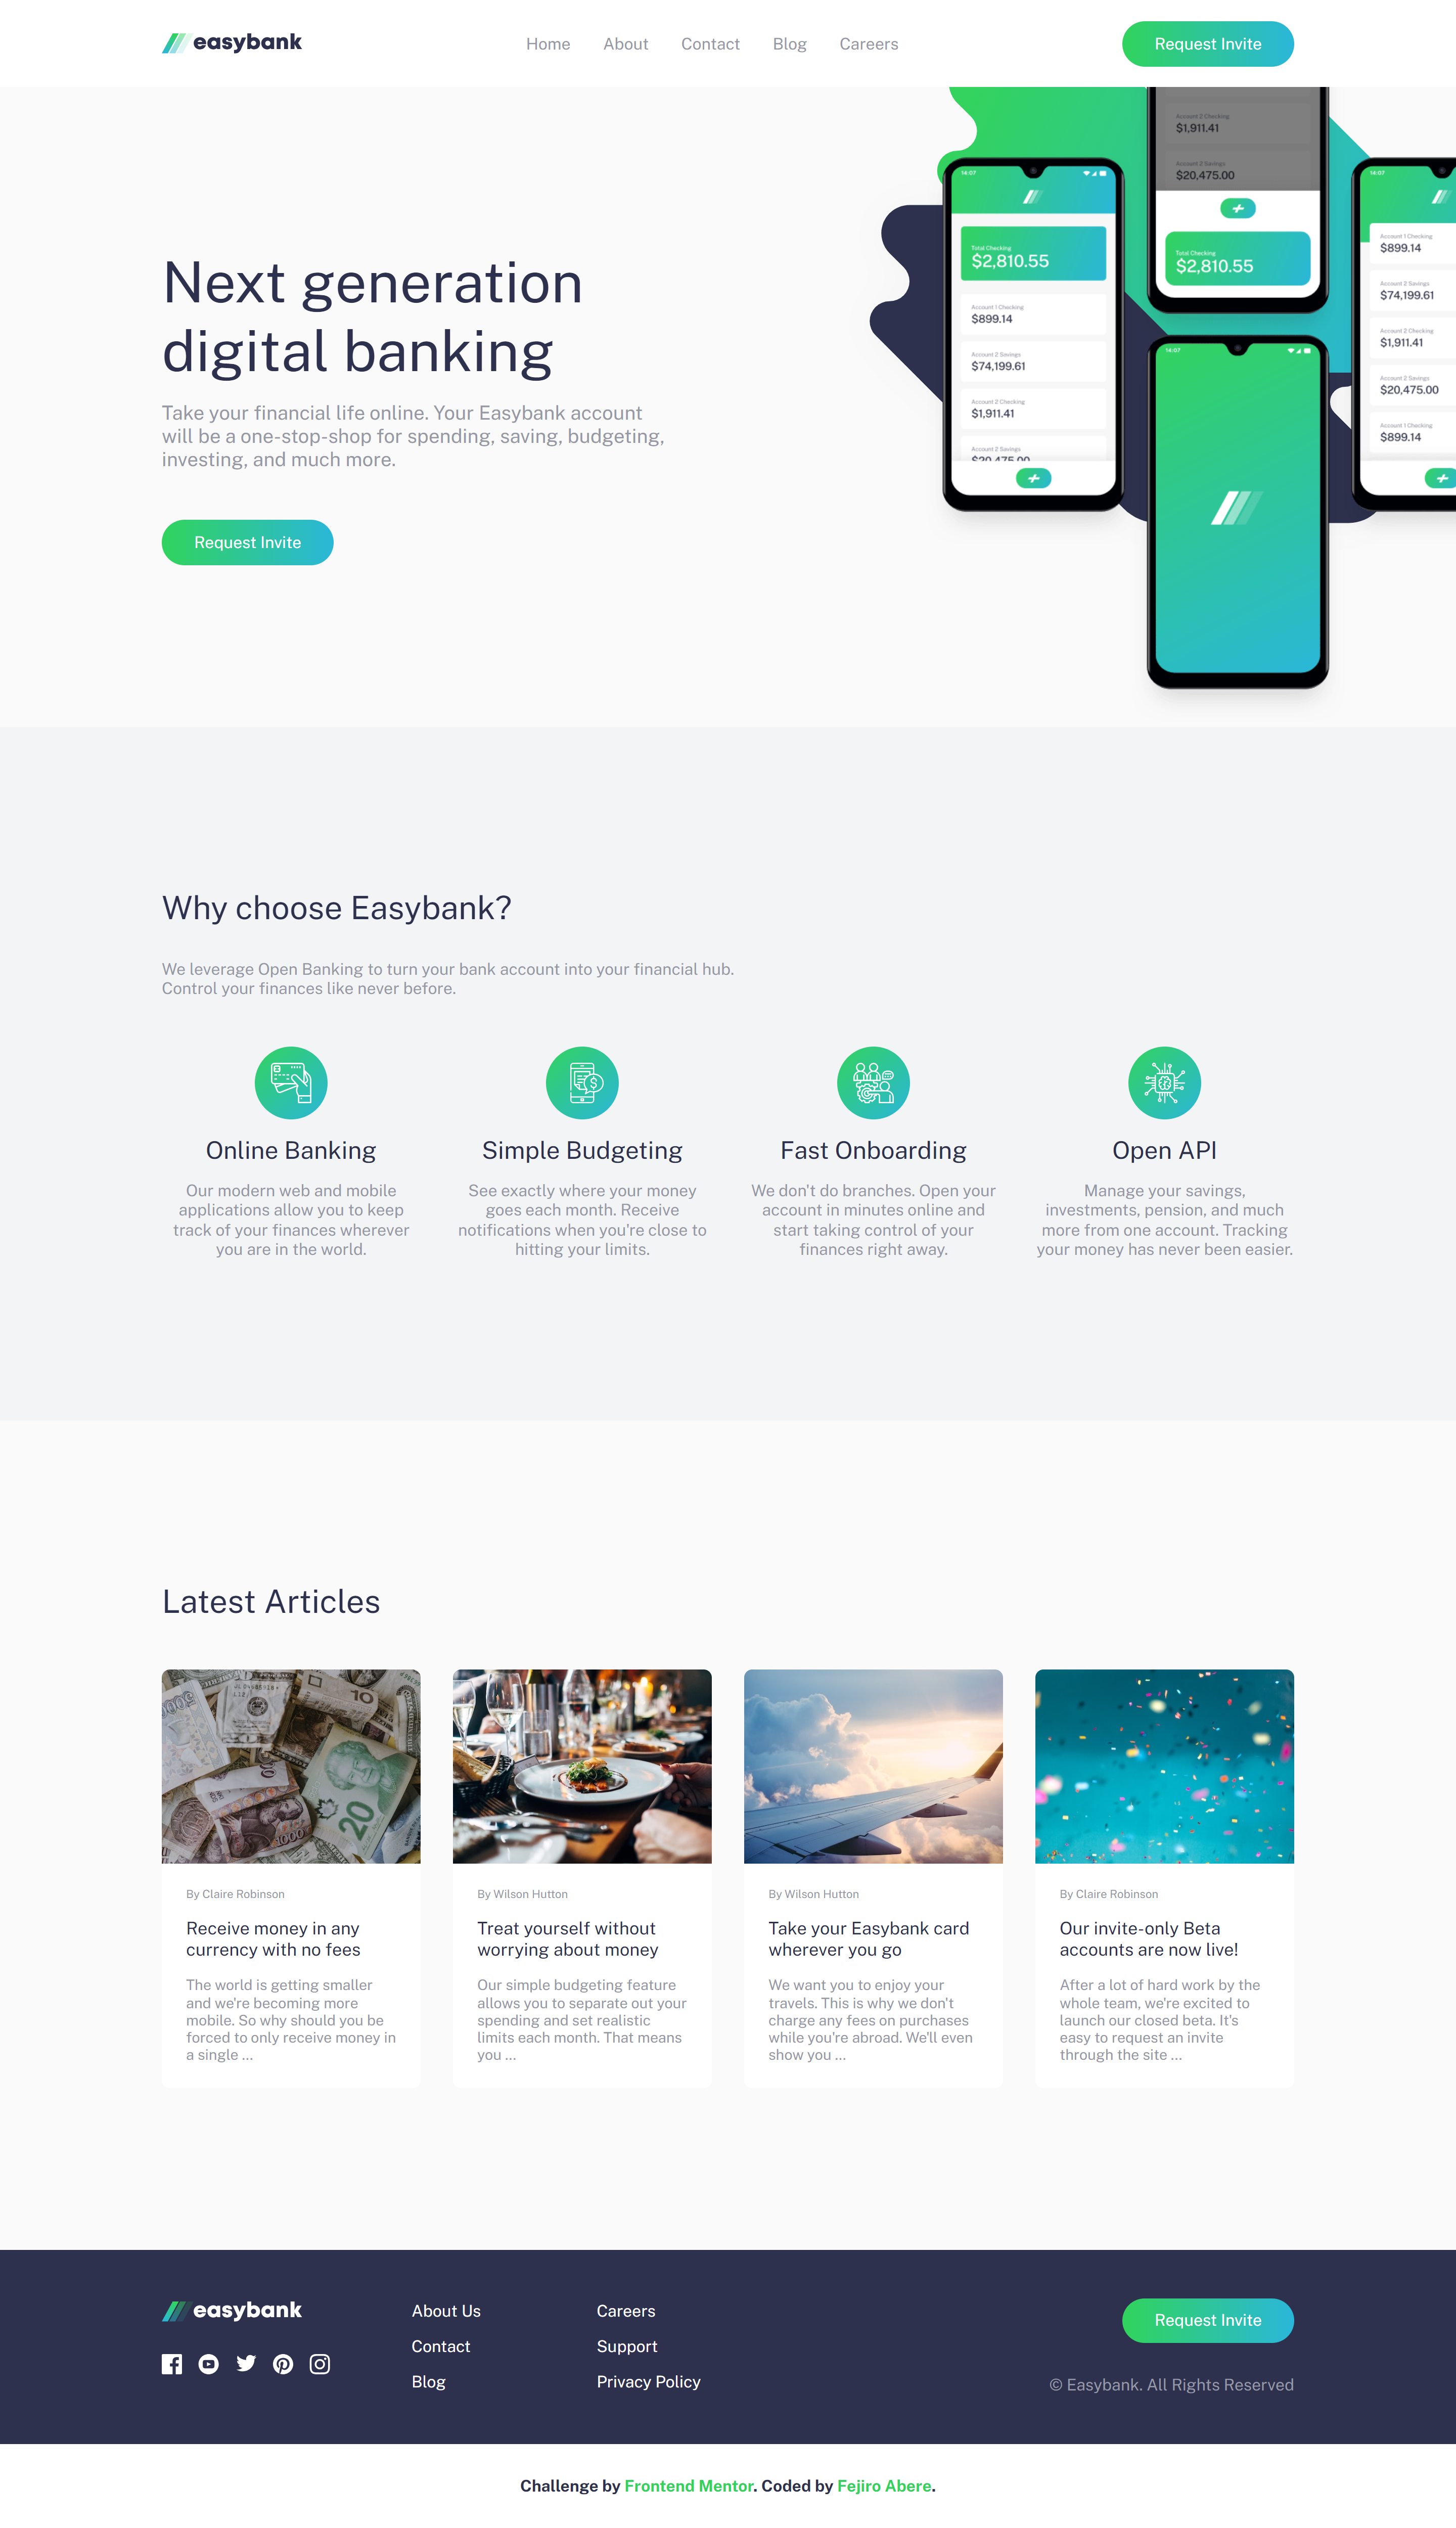 easybank
Home About Contact Blog Careers
Request Invite
Next generation
digital banking
Take your financial life online. Your Easybank account
will be a one-stop-shop for spending, saving, budgeting,
investing, and much more.
Request Invite
14:07
Total Checking
$2,810.55
Account 1 Checking
$899.14
Account 2 Savings
$74,199.61
Account 2 Checking
$1,911.41
Account 2 Savings
Account 2 Checking
$1,911.41
Account 2 Savings
$20,475.00
Total Checking
$2,810.55
14:07
14:07
Account 1 Checking
$899.14
Account 2 Savings
$74,199.61
Account 2 Checking
$1,911.41
Account 2 Savings
$20,475.00
Account 1 Checking
$899.14
Why choose Easybank?
We leverage Open Banking to turn your bank account into your financial hub.
Control your finances like never before.
Online Banking
Our modern web and mobile
applications allow you to keep
track of your finances wherever
you are in the world.
Simple Budgeting
See exactly where your money
goes each month. Receive
notifications when you're close to
hitting your limits.
Fast Onboarding
We don't do branches. Open your
account in minutes online and
start taking control of your
finances right away.
Open API
Manage your savings,
investments, pension, and much
more from one account. Tracking
your money has never been easier.
Latest Articles
10
20
1000
By Claire Robinson
Receive money in any
currency with no fees
The world is getting smaller
and we're becoming more
mobile. So why should you be
forced to only receive money in
a single ...
By Wilson Hutton
Treat yourself without
worrying about money
Our simple budgeting feature
allows you to separate out your
spending and set realistic
limits each month. That means
you ...
By Wilson Hutton
Take your Easybank card
wherever you go
We want you to enjoy your
travels. This is why we don't
charge any fees on purchases
while you're abroad. We'll even
show you ...
By Claire Robinson
Our invite-only Beta
accounts are now live!
After a lot of hard work by the
whole team, we're excited to
launch our closed beta. It's
easy to request an invite
through the site ...
easybank
About Us
Contact
Blog
Careers
Support
Privacy Policy
Request Invite
© Easybank. All Rights Reserved
Challenge by Frontend Mentor. Coded by Fejiro Abere.